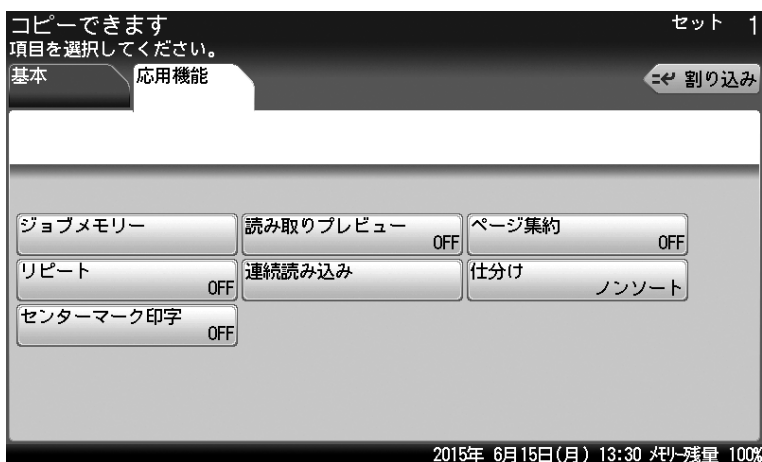 コピーできます
セット 1
項目を選択してください。
基本
応用機能
割り込み
ジョブメモリー
読み取りプレビュー
OFF
ページ集約
OFF
リピート
OFF
連続読み込み
仕分け
ノンソート
センターマーク印字
OFF
2015年 6月15日(月) 13:30 メモリー残量 100%